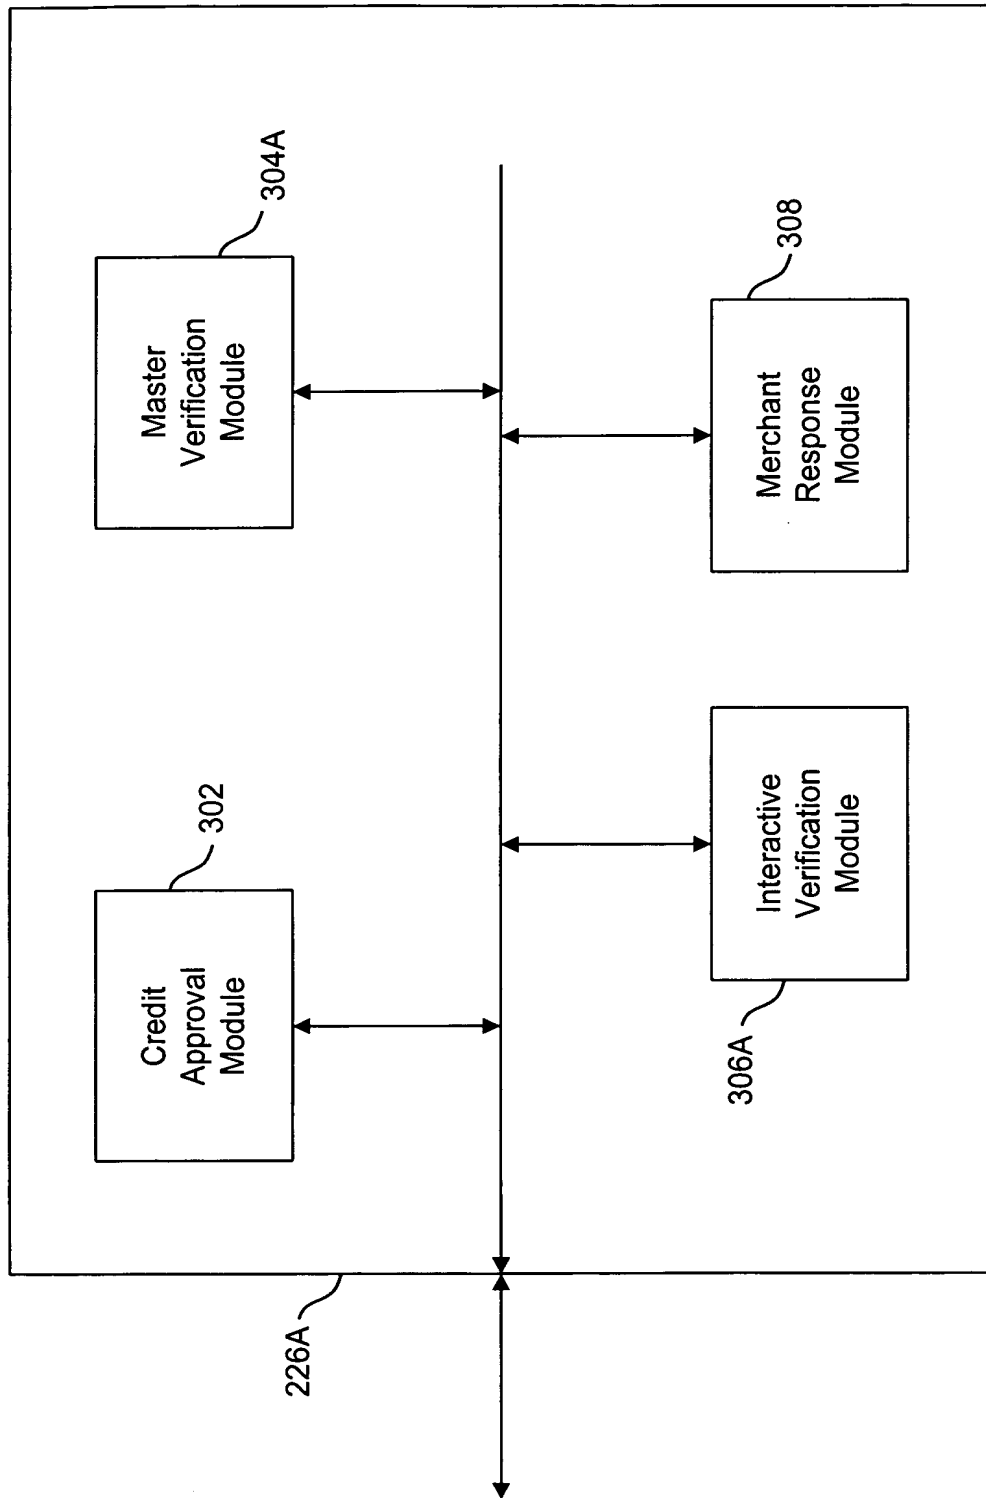 Credit
Approval
Module
302
Master
Verification
Module
304A
226A
Interactive
Verification
Module
306A
Merchant
Response
Module
308